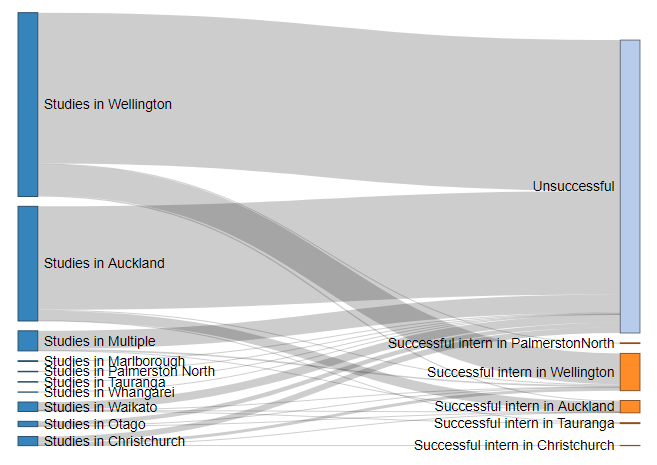 Studies in Wellington
Unsuccessful
Studies in Auckland
Studies in Multiple
Successful intern in PalmerstonNorth
Studies in Marlborough
Studies in Palmerston North
Successful intern in Wellington
Studies in Tauranga
Studies in Whangarei
Studies in Waikato
Successful intern in Auckland
Studies in Otago
Successful intern in Tauranga
Studies in Christchurch
Successful intern in Christchurch